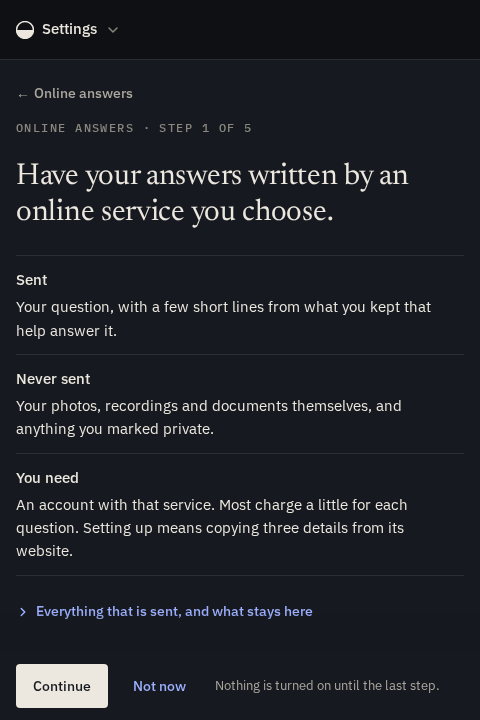 Settings
← Online answers
ONLINE ANSWERS · STEP 1 OF 5
Have your answers written by an
online service you choose.
Sent
Your question, with a few short lines from what you kept that
help answer it.
Never sent
Your photos, recordings and documents themselves, and
anything you marked private.
You need
An account with that service. Most charge a little for each
question. Setting up means copying three details from its
website.
Everything that is sent, and what stays here
Continue
Not now
Nothing is turned on until the last step.